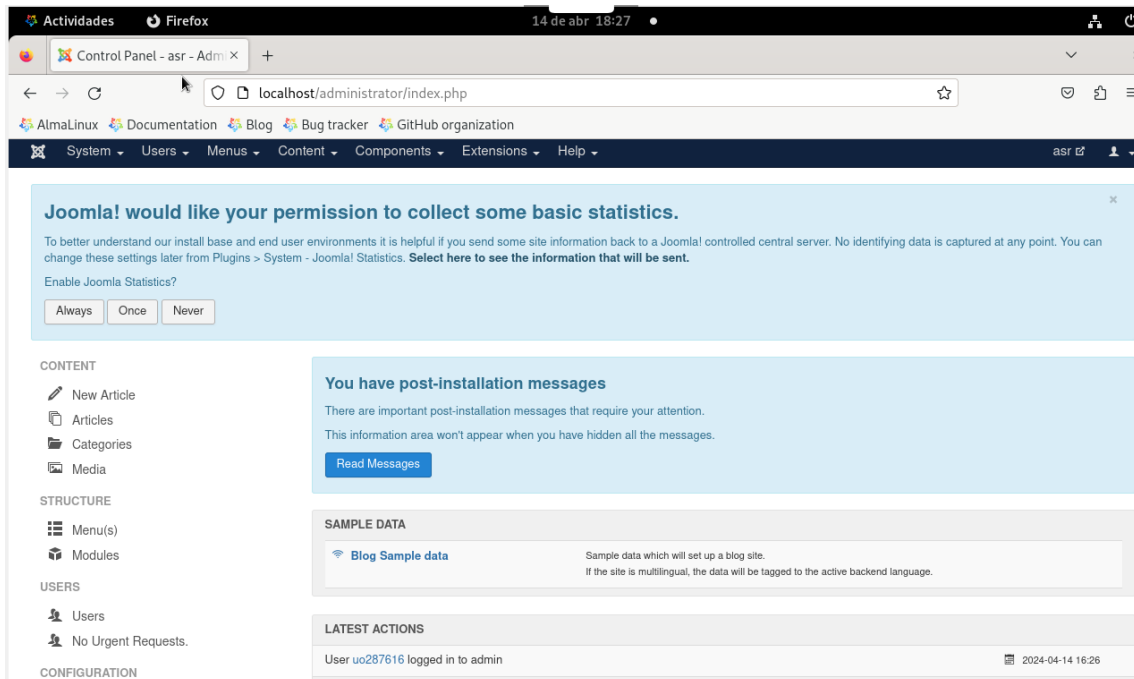 Actividades Firefox 14 de abr 18:27
Control Panel - asr - Adm
localhost/administrator/index.php
AlmaLinux Documentation Blog Bug tracker GitHub organization
System Users Menus Content Components Extensions Help asr
Joomla! would like your permission to collect some basic statistics.
To better understand our install base and end user environments it is helpful if you send some site information back to a Joomla! controlled central server. No identifying data is captured at any point. You can
change these settings later from Plugins > System - Joomla! Statistics. Select here to see the information that will be sent.
Enable Joomla Statistics?
Always Once Never
CONTENT
New Article
Articles
Categories
Media
STRUCTURE
Menu(s)
Modules
USERS
Users
No Urgent Requests.
CONFIGURATION
You have post-installation messages
There are important post-installation messages that require your attention.
This information area won't appear when you have hidden all the messages.
Read Messages
SAMPLE DATA
Blog Sample data Sample data which will set up a blog site.
If the site is multilingual, the data will be tagged to the active backend language.
LATEST ACTIONS
User uo287616 logged in to admin 2024-04-14 16:26